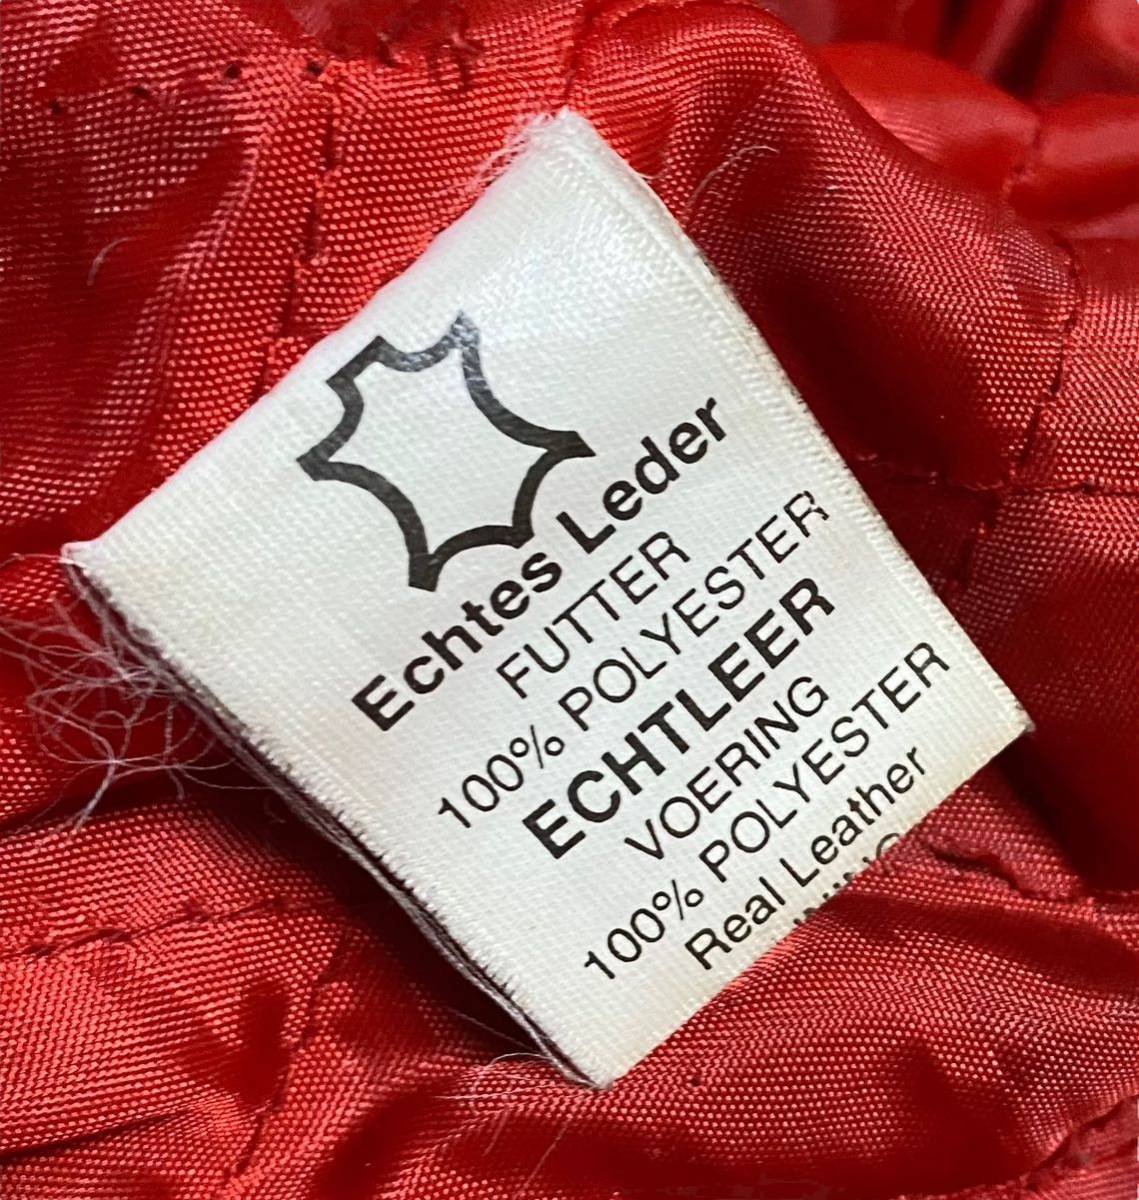 Echtes Leder
FUTTER
100% POLYESTER
ECHTLEER
VOERING
100% POLYESTER
Real Leather